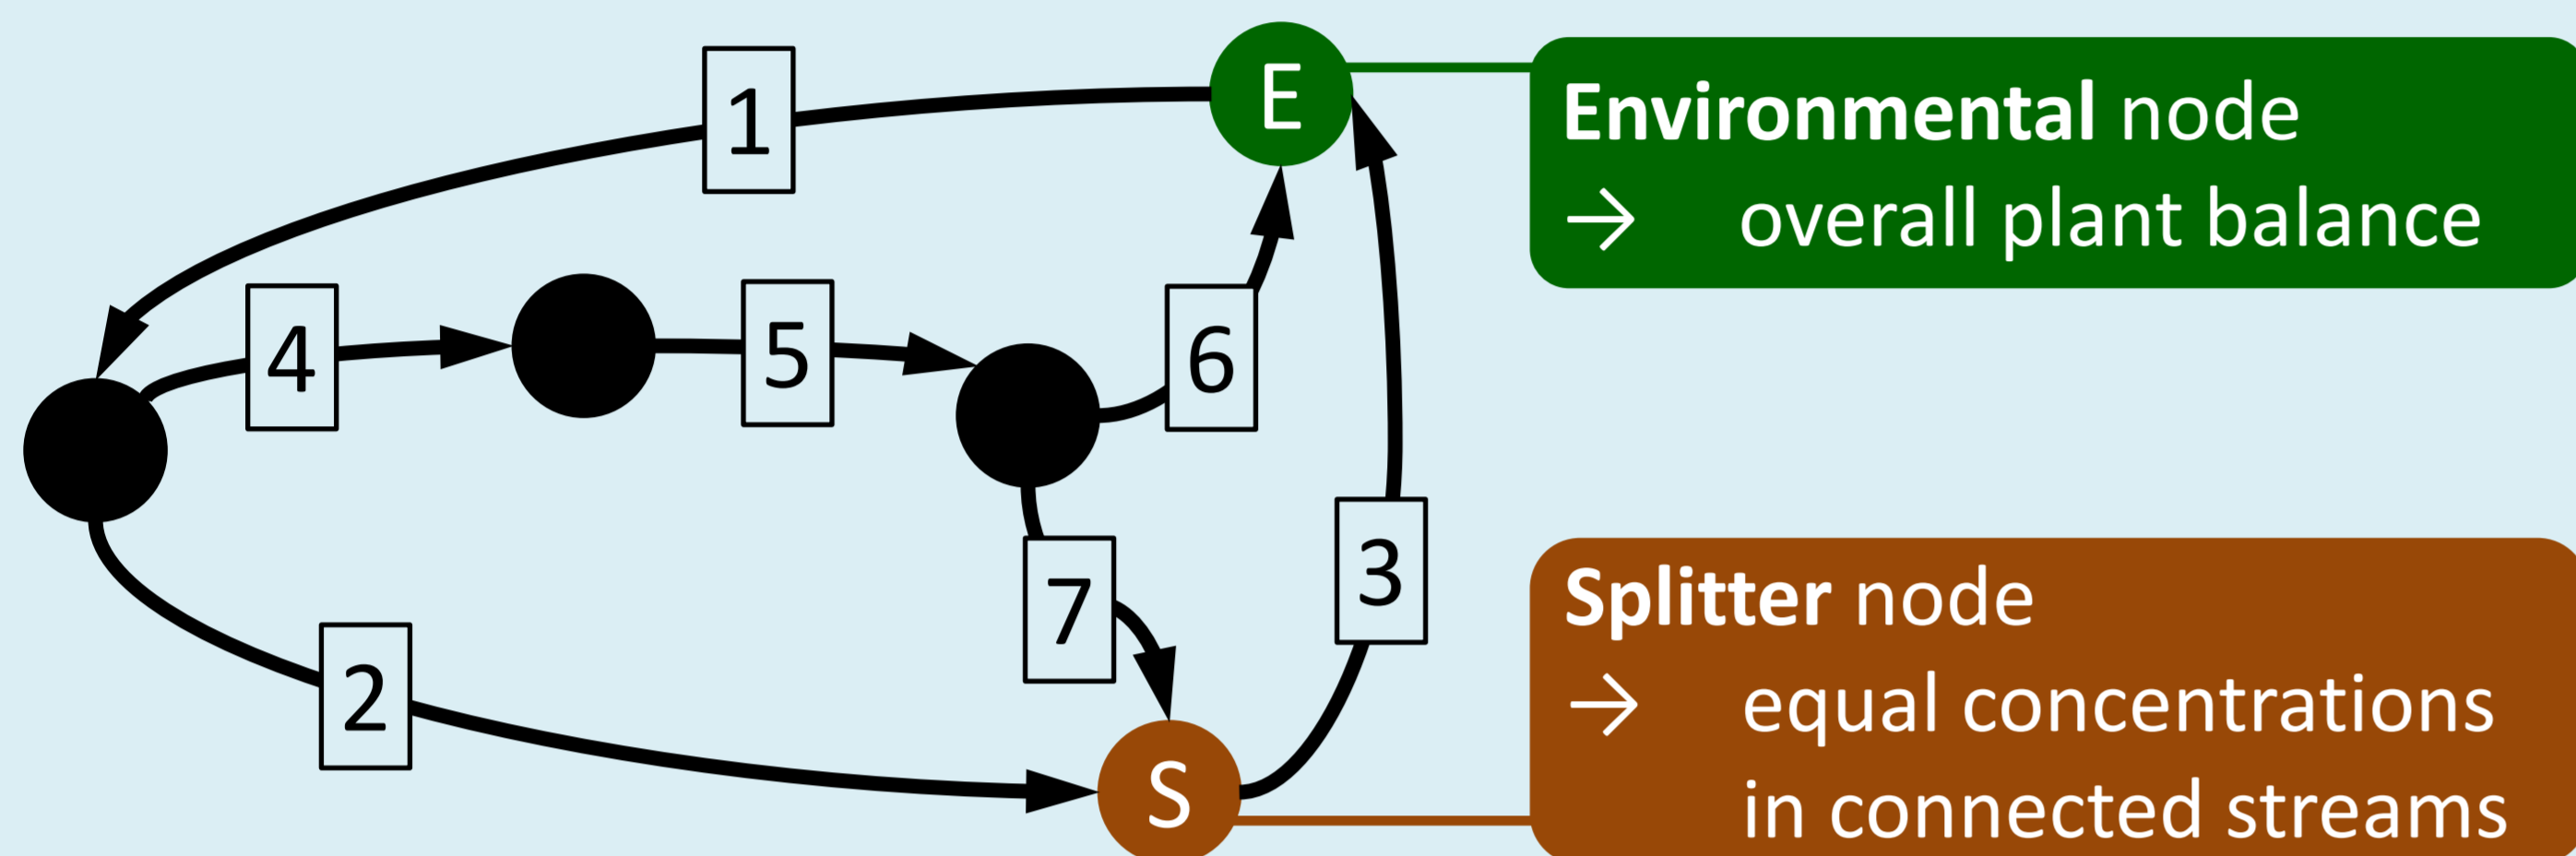 1
E
Environmental node
→ overall plant balance
4
5
6
7
3
2
S
Splitter node
→ equal concentrations
in connected streams